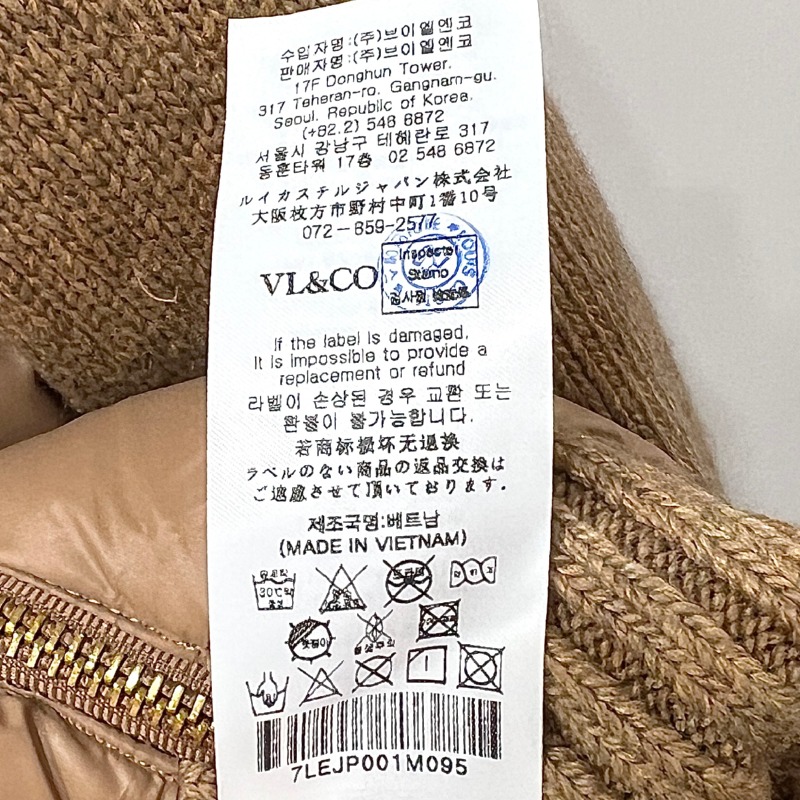 수입자명:(주)브이엘엔코
판매자명:(주)브이엘엔코
17F Donghun Tower,
317 Teheran-ro, Gangnam-gu,
Seoul, Republic of Korea.
(+82.2) 548 6872
서울시 강남구 테헤란로 317
동훈타워 17층 02 548 6872
ルイカステルジャパン株式会社
大阪枚方市野村中町1番10号
072-859-2577
VL&CO
Inspector
Stamp
검사필
If the label is damaged,
It is impossible to provide a
replacement or refund
라벨이 손상된 경우 교환 또는
환불이 불가능합니다.
若商标损坏无退换
ラベルのない商品の返品交換は
ご遠慮させて頂いております.
제조국명:베트남
(MADE IN VIETNAM)
30℃
드라이
7LEJP001M095